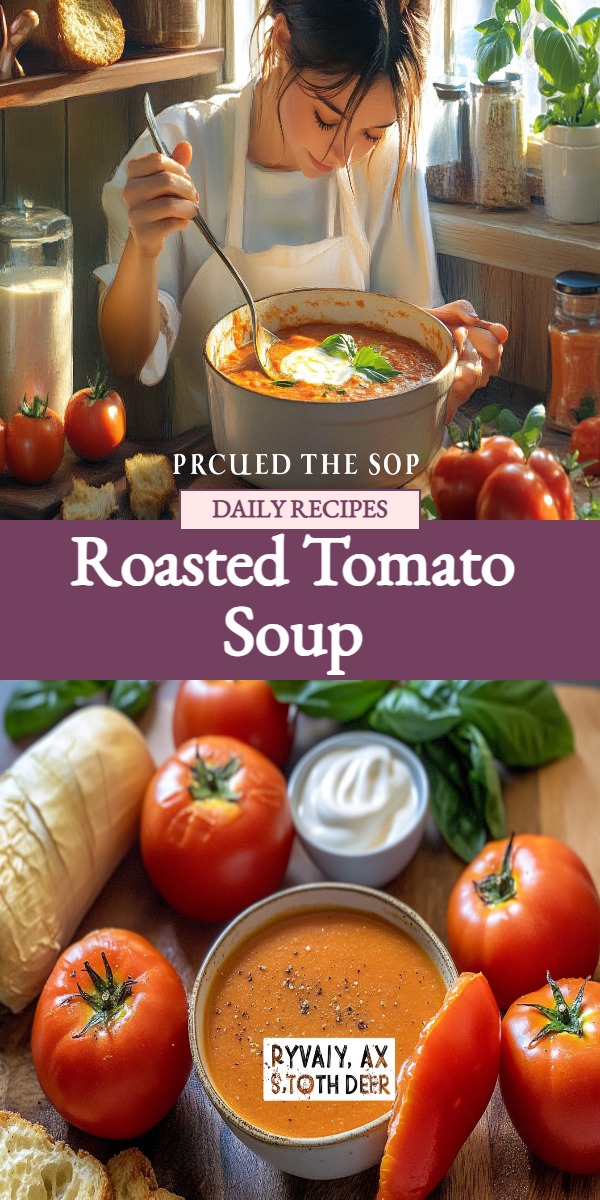 PRCUED THE SOP
DAILY RECIPES
Roasted Tomato
Soup
RYVAIY, AX
S.TOTH DEER